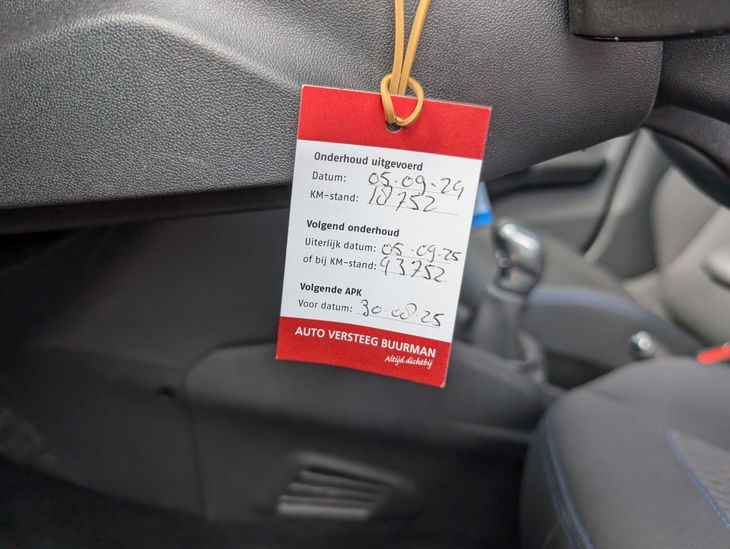 Onderhoud uitgevoerd
Datum: 05-09-24
KM-stand: 18752
Volgend onderhoud
Uiterlijk datum: 05-09-25
of bij KM-stand: 43752
Volgende APK
Voor datum: 30-08-25
AUTO VERSTEEG BUURMAN
Altijd dichtbij